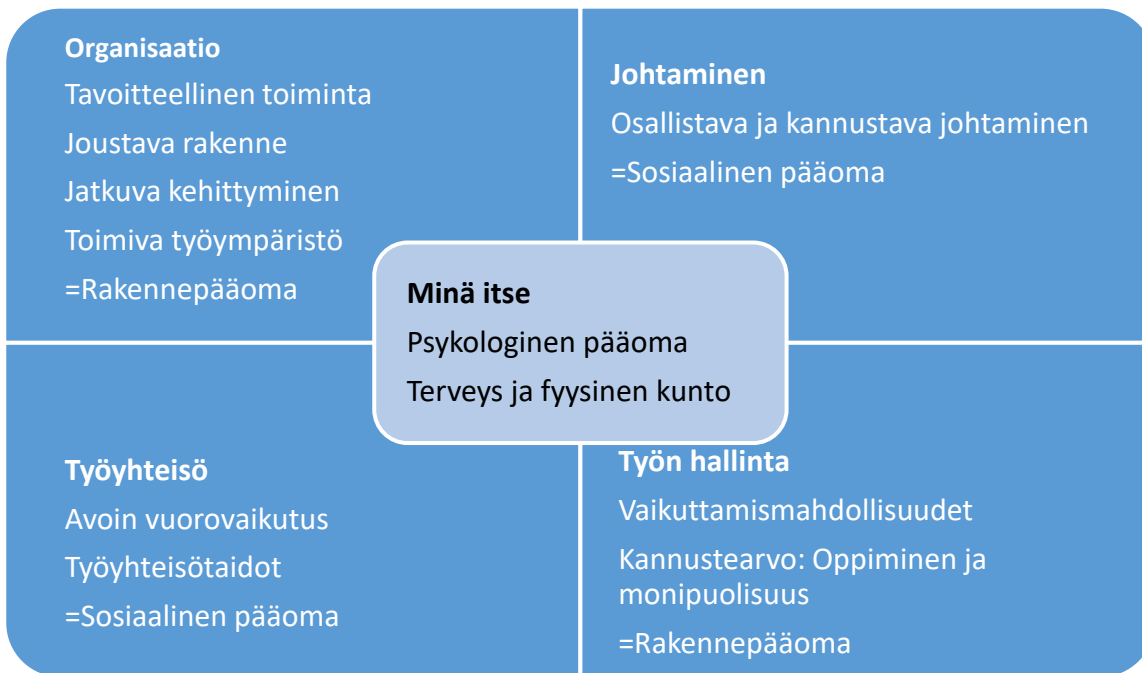 Organisaatio
Tavoitteellinen toiminta
Joustava rakenne
Jatkuva kehittyminen
Toimiva työympäristö
=Rakennepääoma
Johtaminen
Osallistava ja kannustava johtaminen
=Sosiaalinen pääoma
Minä itse
Psykologinen pääoma
Terveys ja fyysinen kunto
Työyhteisö
Avoin vuorovaikutus
Työyhteisötaidot
=Sosiaalinen pääoma
Työn hallinta
Vaikuttamismahdollisuudet
Kannustearvo: Oppiminen ja
monipuolisuus
=Rakennepääoma